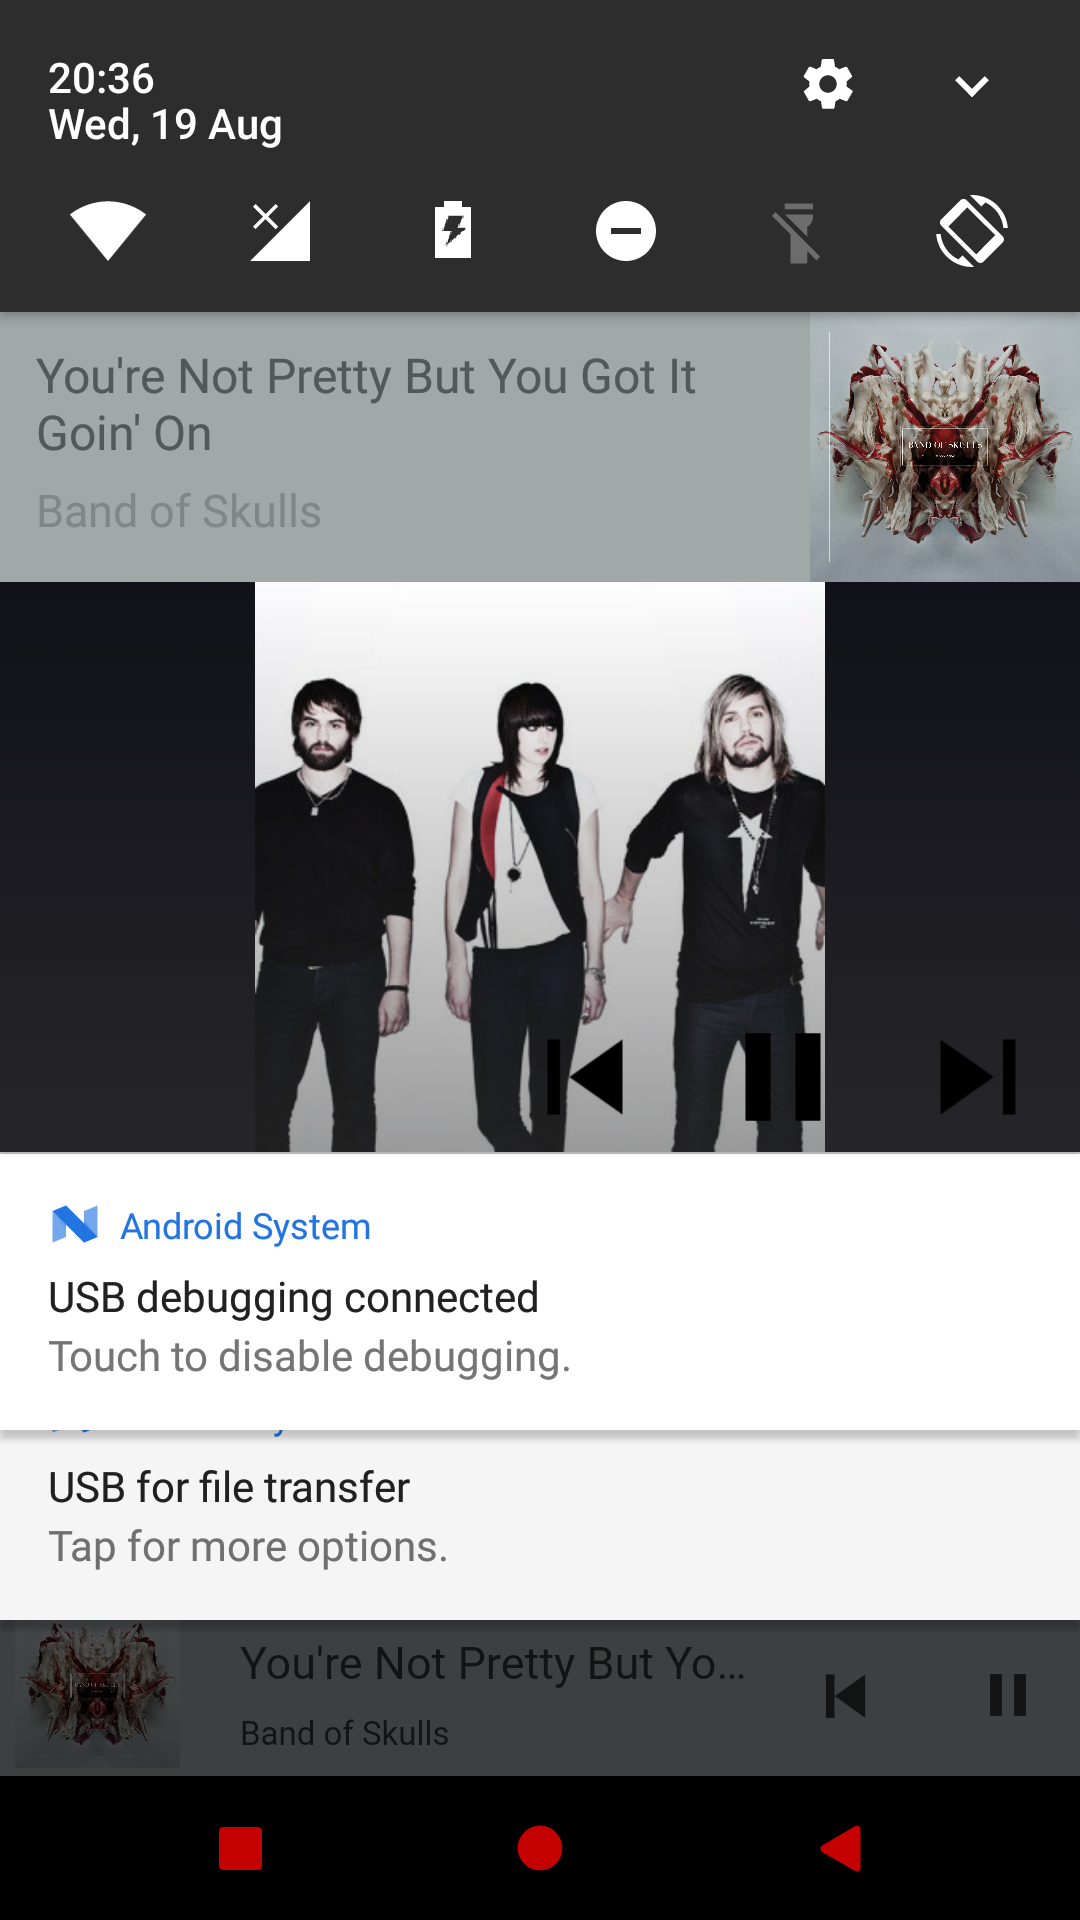 20:36
Wed, 19 Aug
You're Not Pretty But You Got It
Goin' On
Band of Skulls
BAND OF SKULLS
Android System
USB debugging connected
Touch to disable debugging.
USB for file transfer
Tap for more options.
You're Not Pretty But Yo...
Band of Skulls